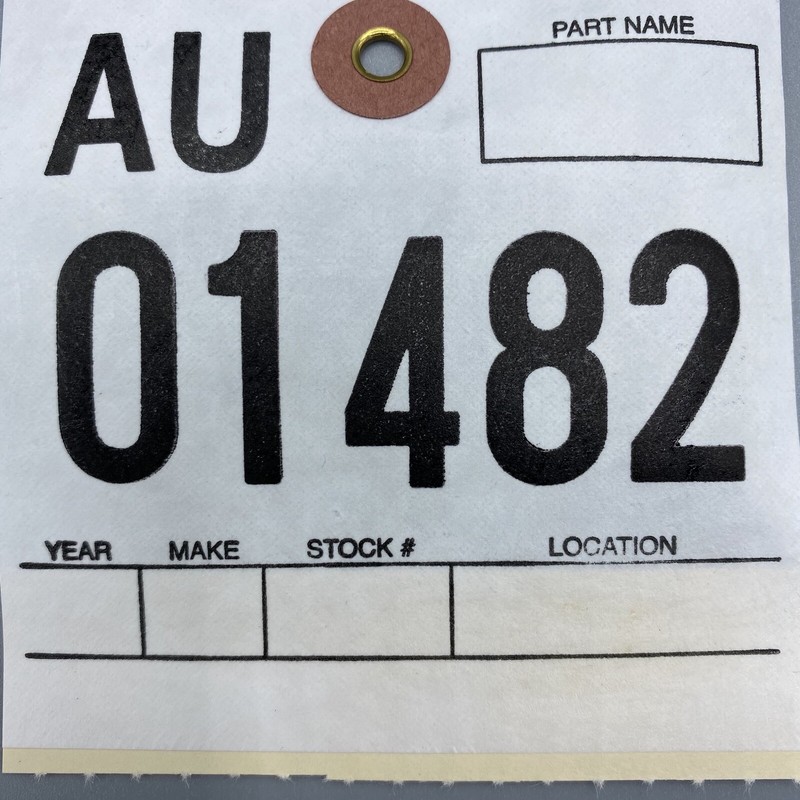 AU
PART NAME
01482
YEAR MAKE STOCK # LOCATION